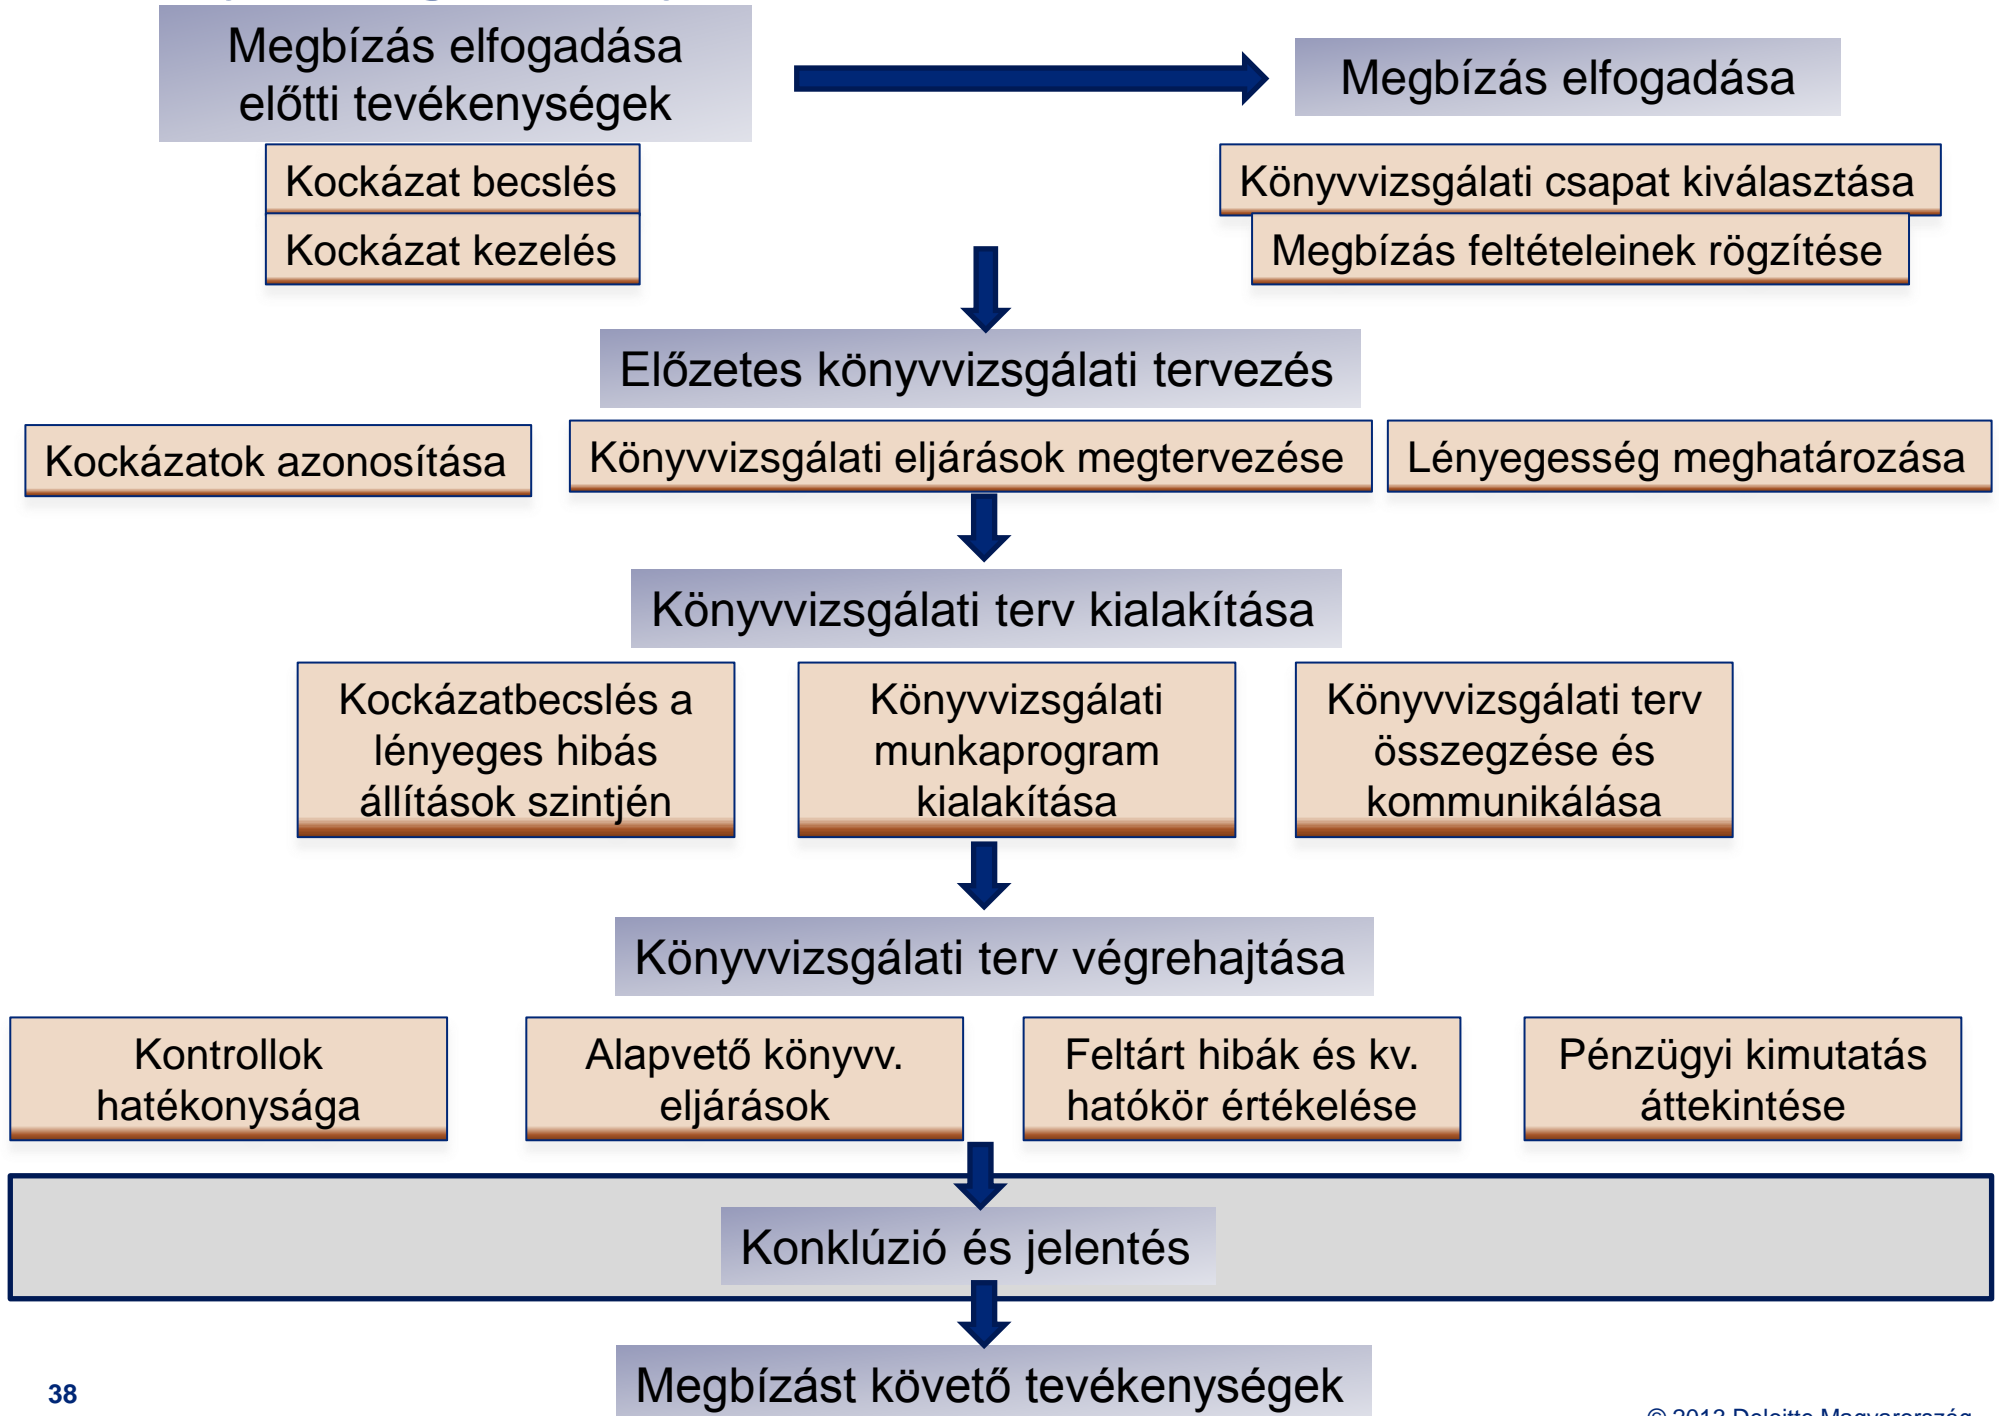 Megbízás elfogadása
előtti tevékenységek
Megbízás elfogadása
Kockázat becslés
Kockázat kezelés
Könyvvizsgálati csapat kiválasztása
Megbízás feltételeinek rögzítése
Előzetes könyvvizsgálati tervezés
Kockázatok azonosítása
Könyvvizsgálati eljárások megtervezése
Lényegesség meghatározása
Könyvvizsgálati terv kialakítása
Kockázatbecslés a
lényeges hibás
állítások szintjén
Könyvvizsgálati
munkaprogram
kialakítása
Könyvvizsgálati terv
összegzése és
kommunikálása
Könyvvizsgálati terv végrehajtása
Kontrollok
hatékonysága
Alapvető könyvv.
eljárások
Feltárt hibák és kv.
hatókör értékelése
Pénzügyi kimutatás
áttekintése
Konklúzió és jelentés
Megbízást követő tevékenységek
38
© 2013 Deloitte Magyarország